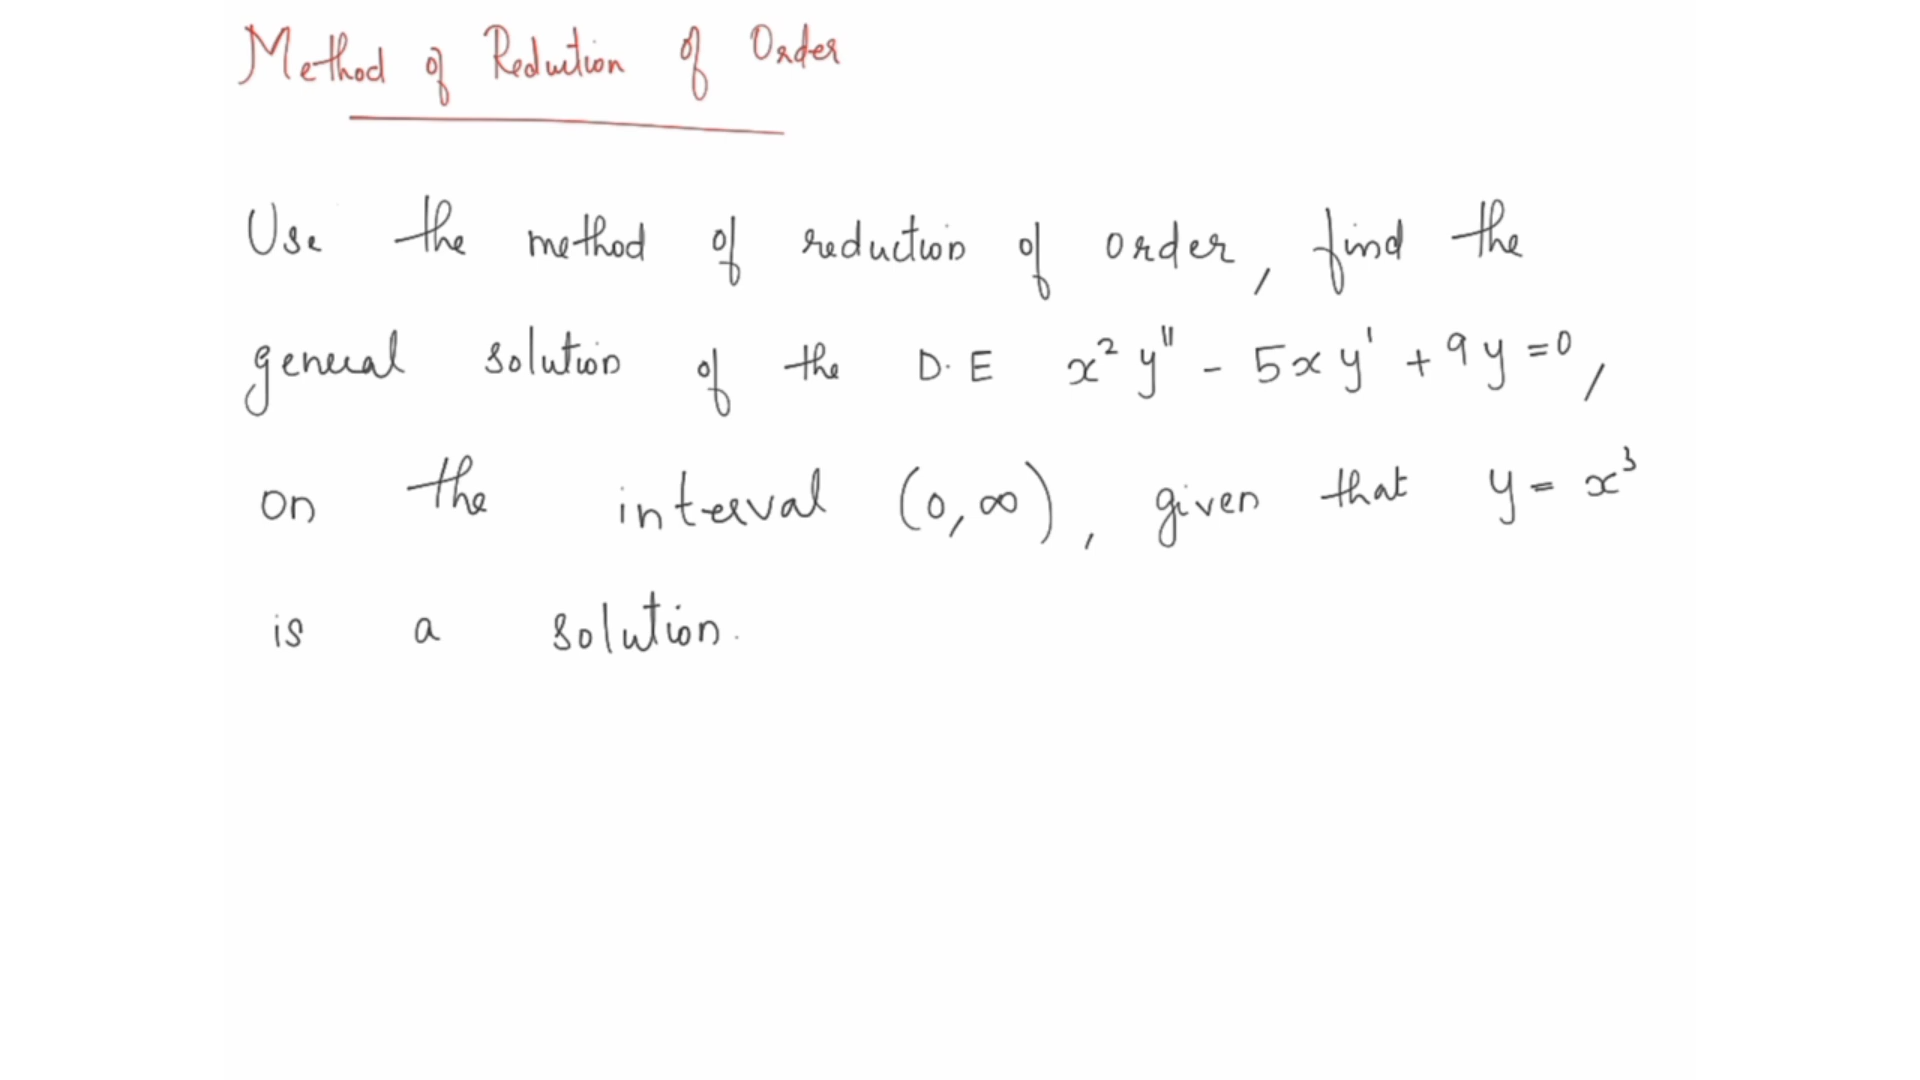 Method of Reduction of Order
Use the method of reduction of order, find the
general solution of the D.E x² y" - 5xy' + 9y = 0,
on the interval (0, ∞), given that y = x³
is a solution.